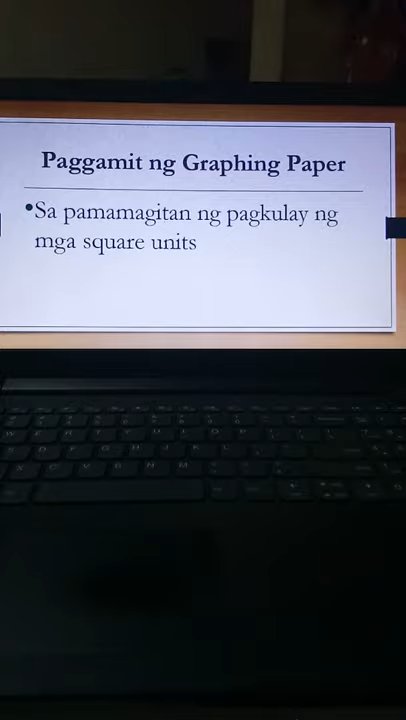 Paggamit ng Graphing Paper
•Sa pamamagitan ng pagkulay ng
mga square units